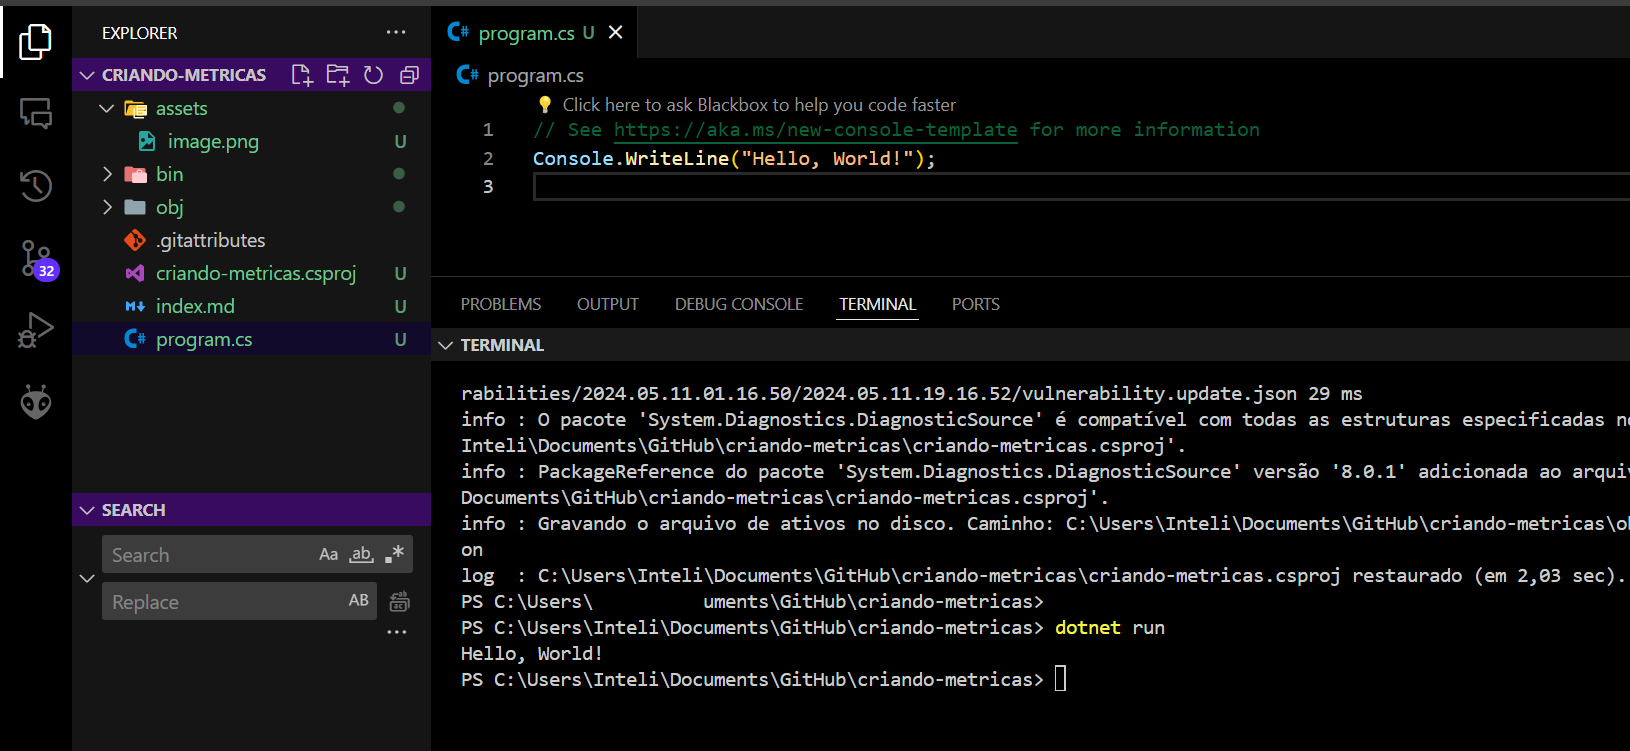 EXPLORER
CRIANDO-METRICAS
assets
image.png U
bin
obj
.gitattributes
criando-metricas.csproj U
index.md U
program.cs U
32
SEARCH
Search Aa ab .*
Replace AB
program.cs U
program.cs
Click here to ask Blackbox to help you code faster
1 // See https://aka.ms/new-console-template for more information
2 Console.WriteLine("Hello, World!");
3
PROBLEMS OUTPUT DEBUG CONSOLE TERMINAL PORTS
TERMINAL
rabilities/2024.05.11.01.16.50/2024.05.11.19.16.52/vulnerability.update.json 29 ms
info : O pacote 'System.Diagnostics.DiagnosticSource' é compatível com todas as estruturas especificadas
Inteli\Documents\GitHub\criando-metricas\criando-metricas.csproj'.
info : PackageReference do pacote 'System.Diagnostics.DiagnosticSource' versão '8.0.1' adicionada ao
Documents\GitHub\criando-metricas\criando-metricas.csproj'.
info : Gravando o arquivo de ativos no disco. Caminho: C:\Users\Inteli\Documents\GitHub\criando-metricas\
on
log : C:\Users\Inteli\Documents\GitHub\criando-metricas\criando-metricas.csproj restaurado (em 2,03 sec).
PS C:\Users\ uments\GitHub\criando-metricas>
PS C:\Users\Inteli\Documents\GitHub\criando-metricas> dotnet run
Hello, World!
PS C:\Users\Inteli\Documents\GitHub\criando-metricas>